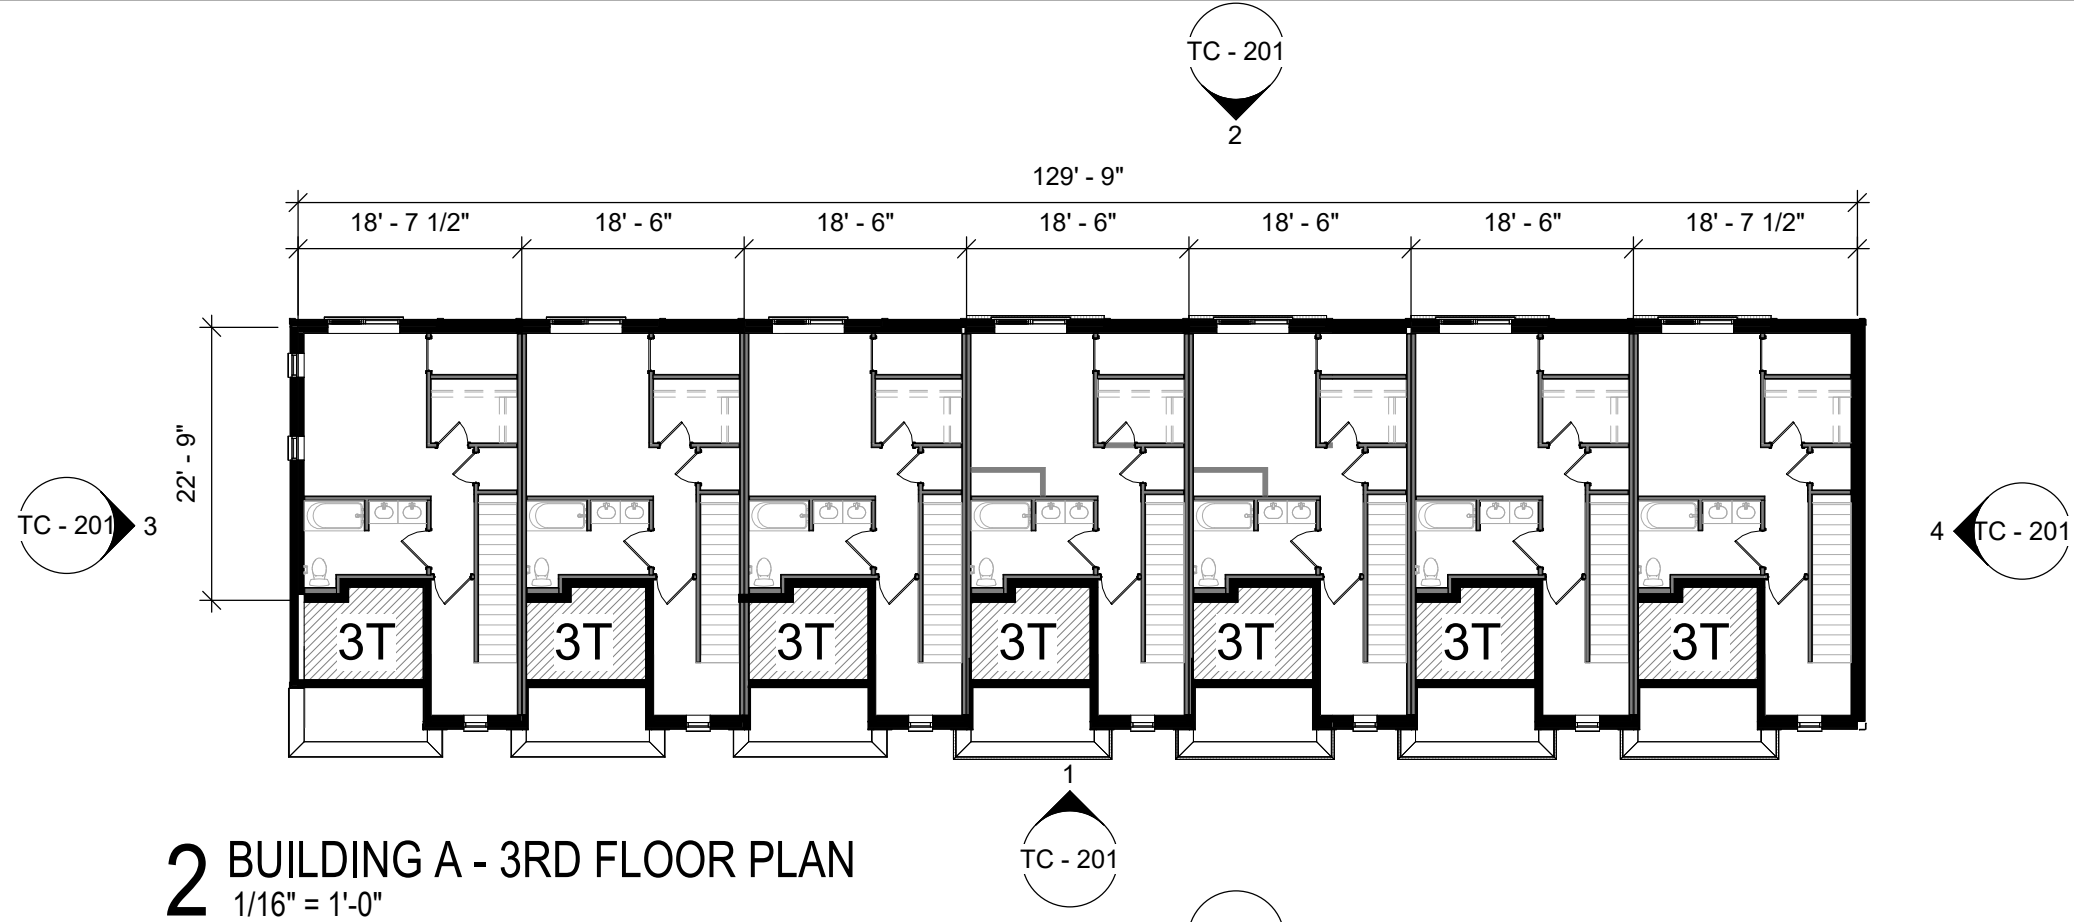 TC - 201
2
129' - 9"
18' - 7 1/2"
18' - 6"
18' - 6"
18' - 6"
18' - 6"
18' - 6"
18' - 7 1/2"
22' - 9"
TC - 201
3
4
TC - 201
3T
3T
3T
3T
3T
3T
3T
1
TC - 201
2
BUILDING A - 3RD FLOOR PLAN
1/16" = 1'-0"